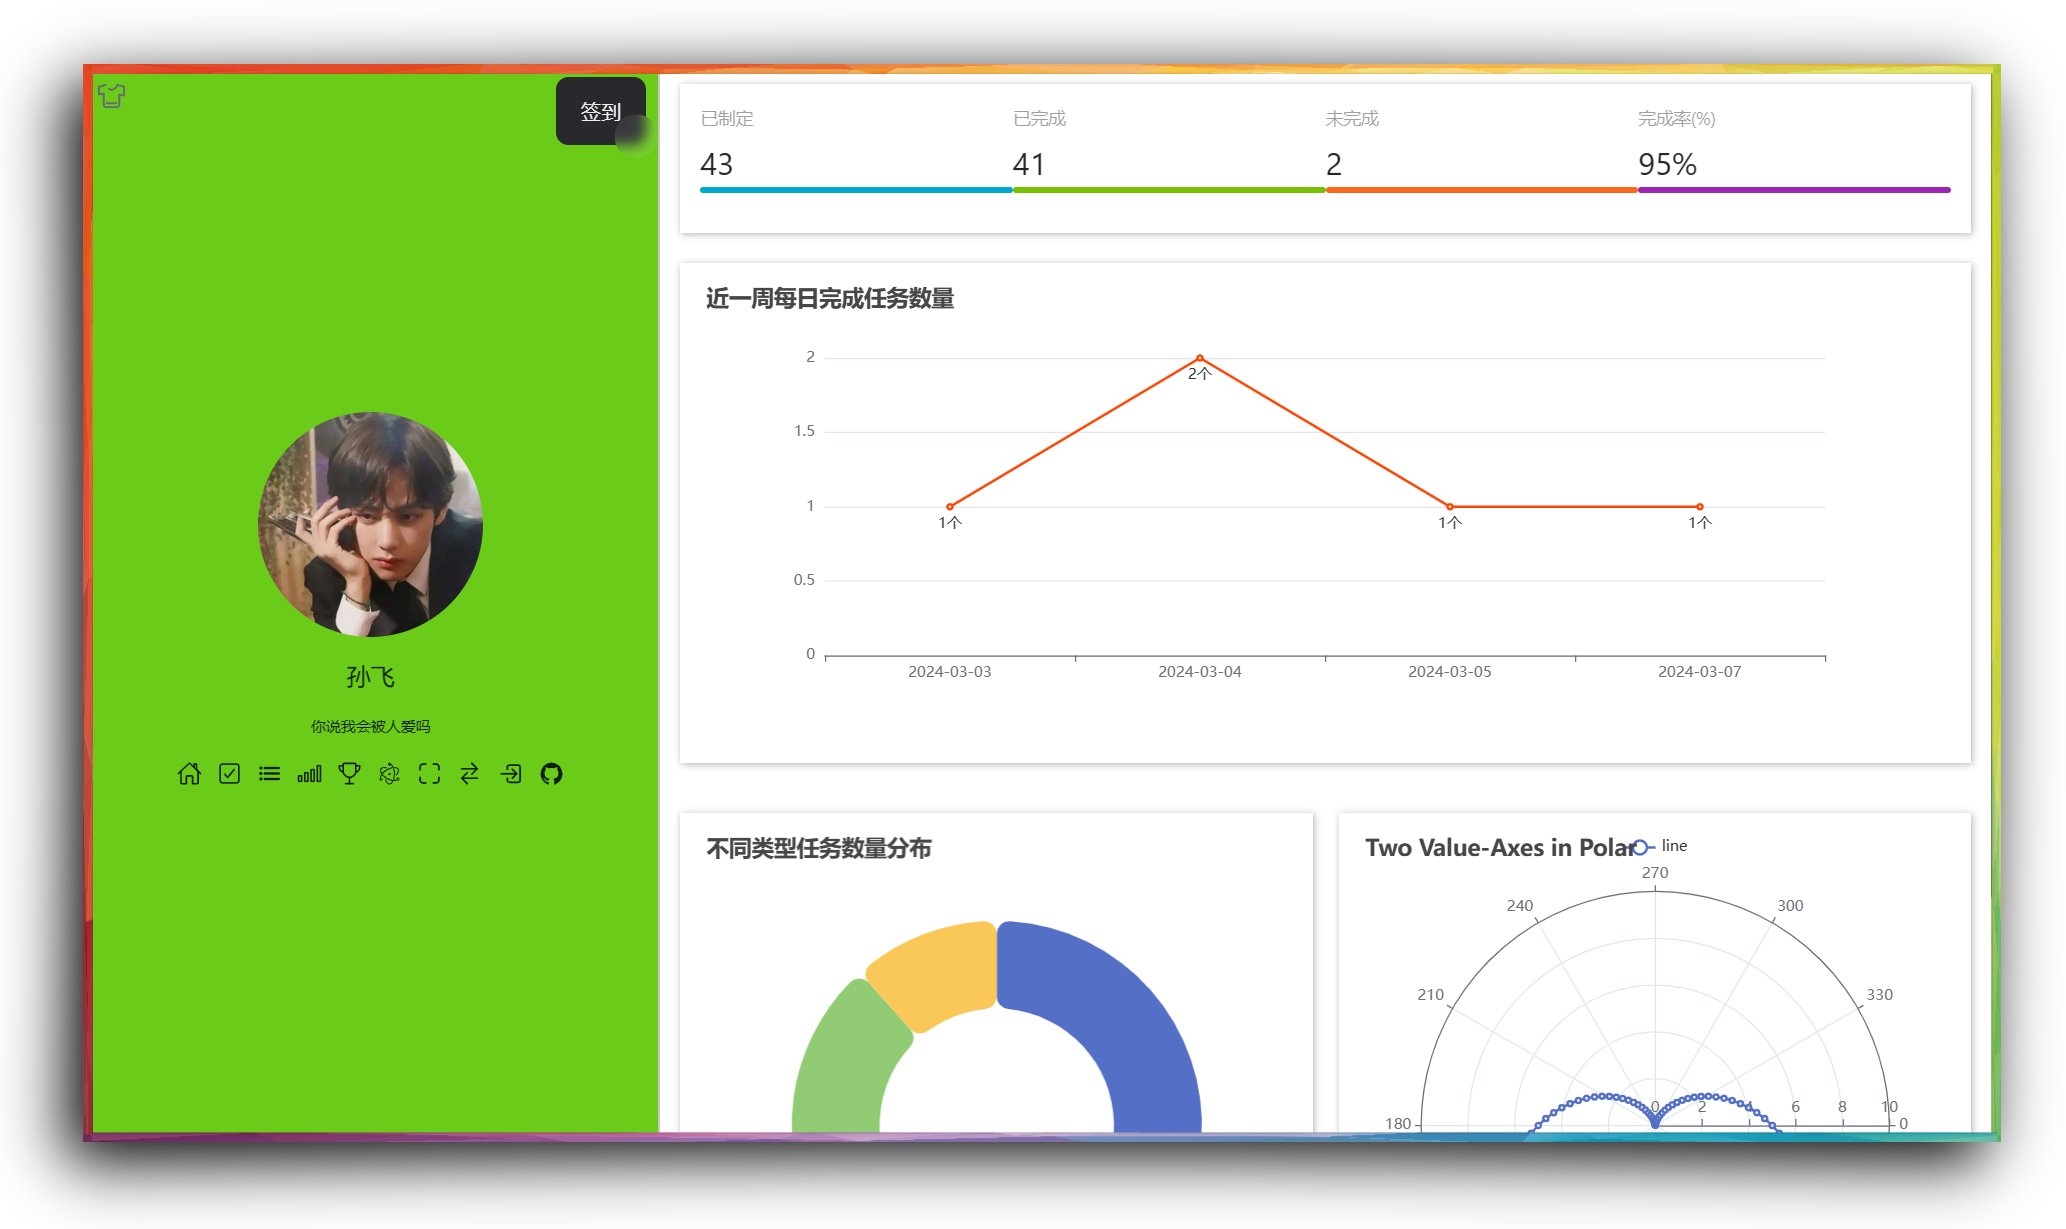 签到
孙飞
你说我会被人爱吗
已制定 已完成 未完成 完成率(%)
43 41 2 95%
近一周每日完成任务数量
2
2个
1.5
1
1个 1个 1个
0.5
0
2024-03-03 2024-03-04 2024-03-05 2024-03-07
不同类型任务数量分布
Two Value-Axes in Polar line
270
240 300
210 330
0 2 4 6 8 10
180 0